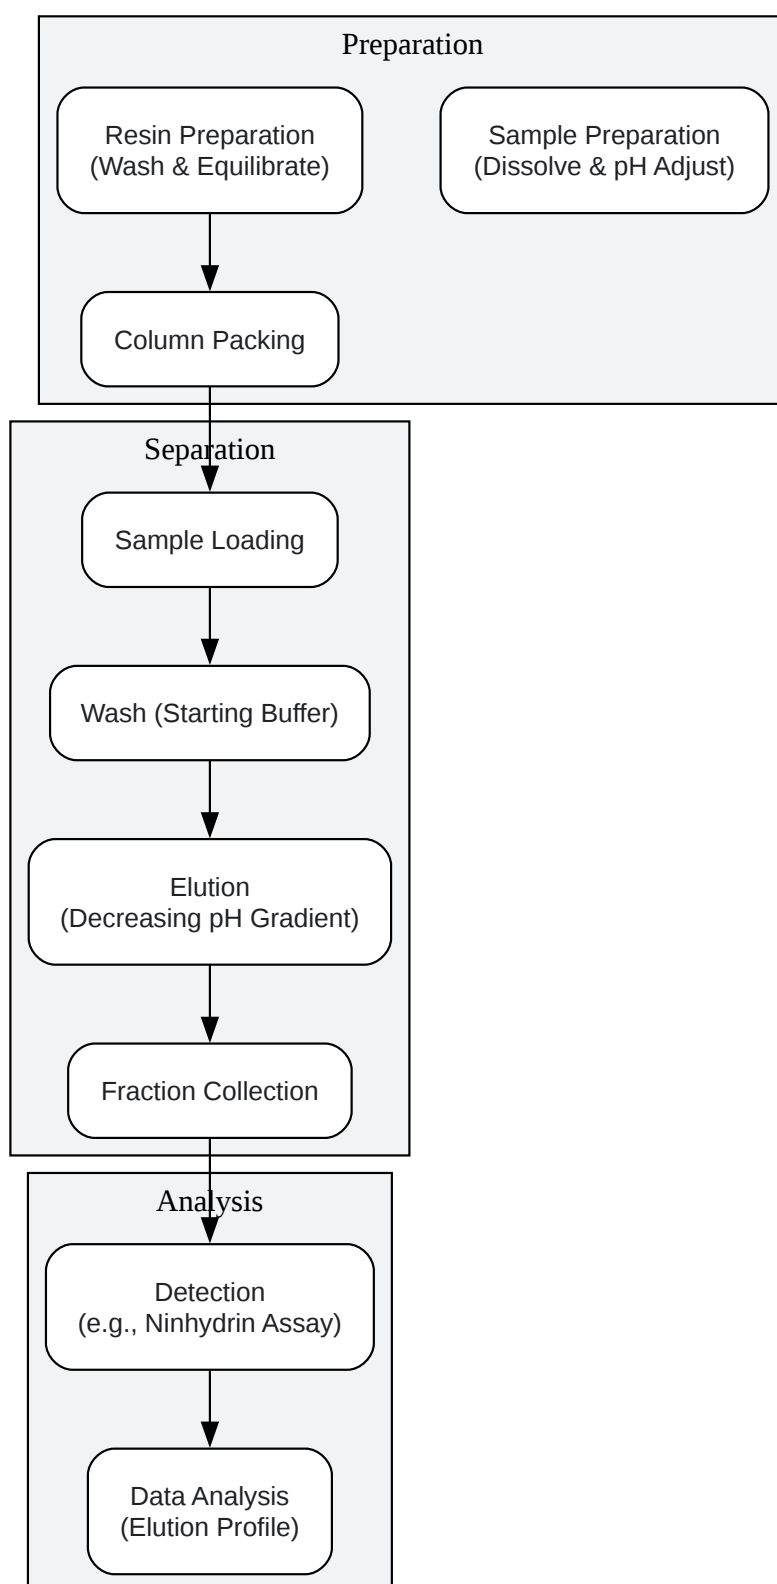 Preparation
Resin Preparation
(Wash & Equilibrate)
Sample Preparation
(Dissolve & pH Adjust)
Column Packing
Separation
Sample Loading
Wash (Starting Buffer)
Elution
(Decreasing pH Gradient)
Fraction Collection
Analysis
Detection
(e.g., Ninhydrin Assay)
Data Analysis
(Elution Profile)